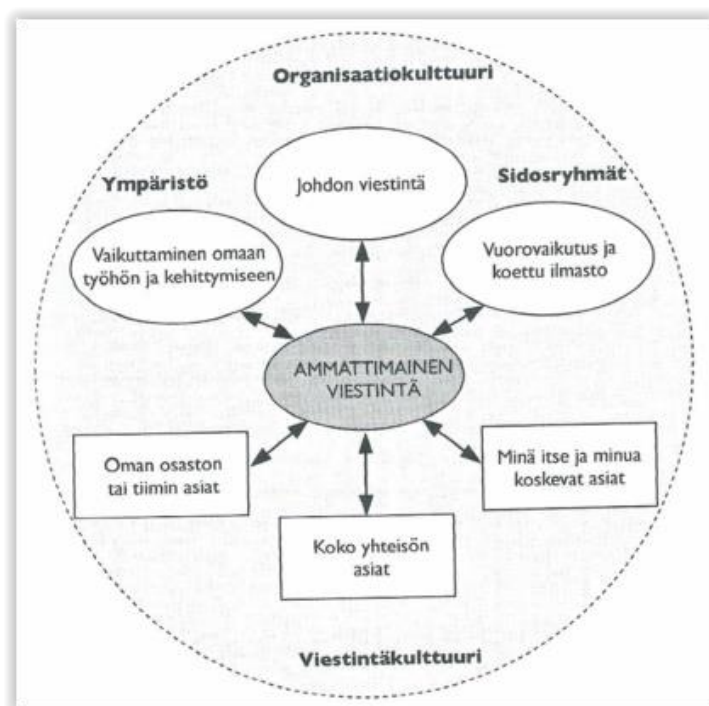 Organisaatiokulttuuri
Ympäristö
Johdon viestintä
Sidosryhmät
Vaikuttaminen omaan
työhön ja kehittymiseen
Vuorovaikutus ja
koettu ilmasto
AMMATTIMAINEN
VIESTINTÄ
Oman osaston
tai tiimin asiat
Koko yhteisön
asiat
Minä itse ja minua
koskevat asiat
Viestintäkulttuuri